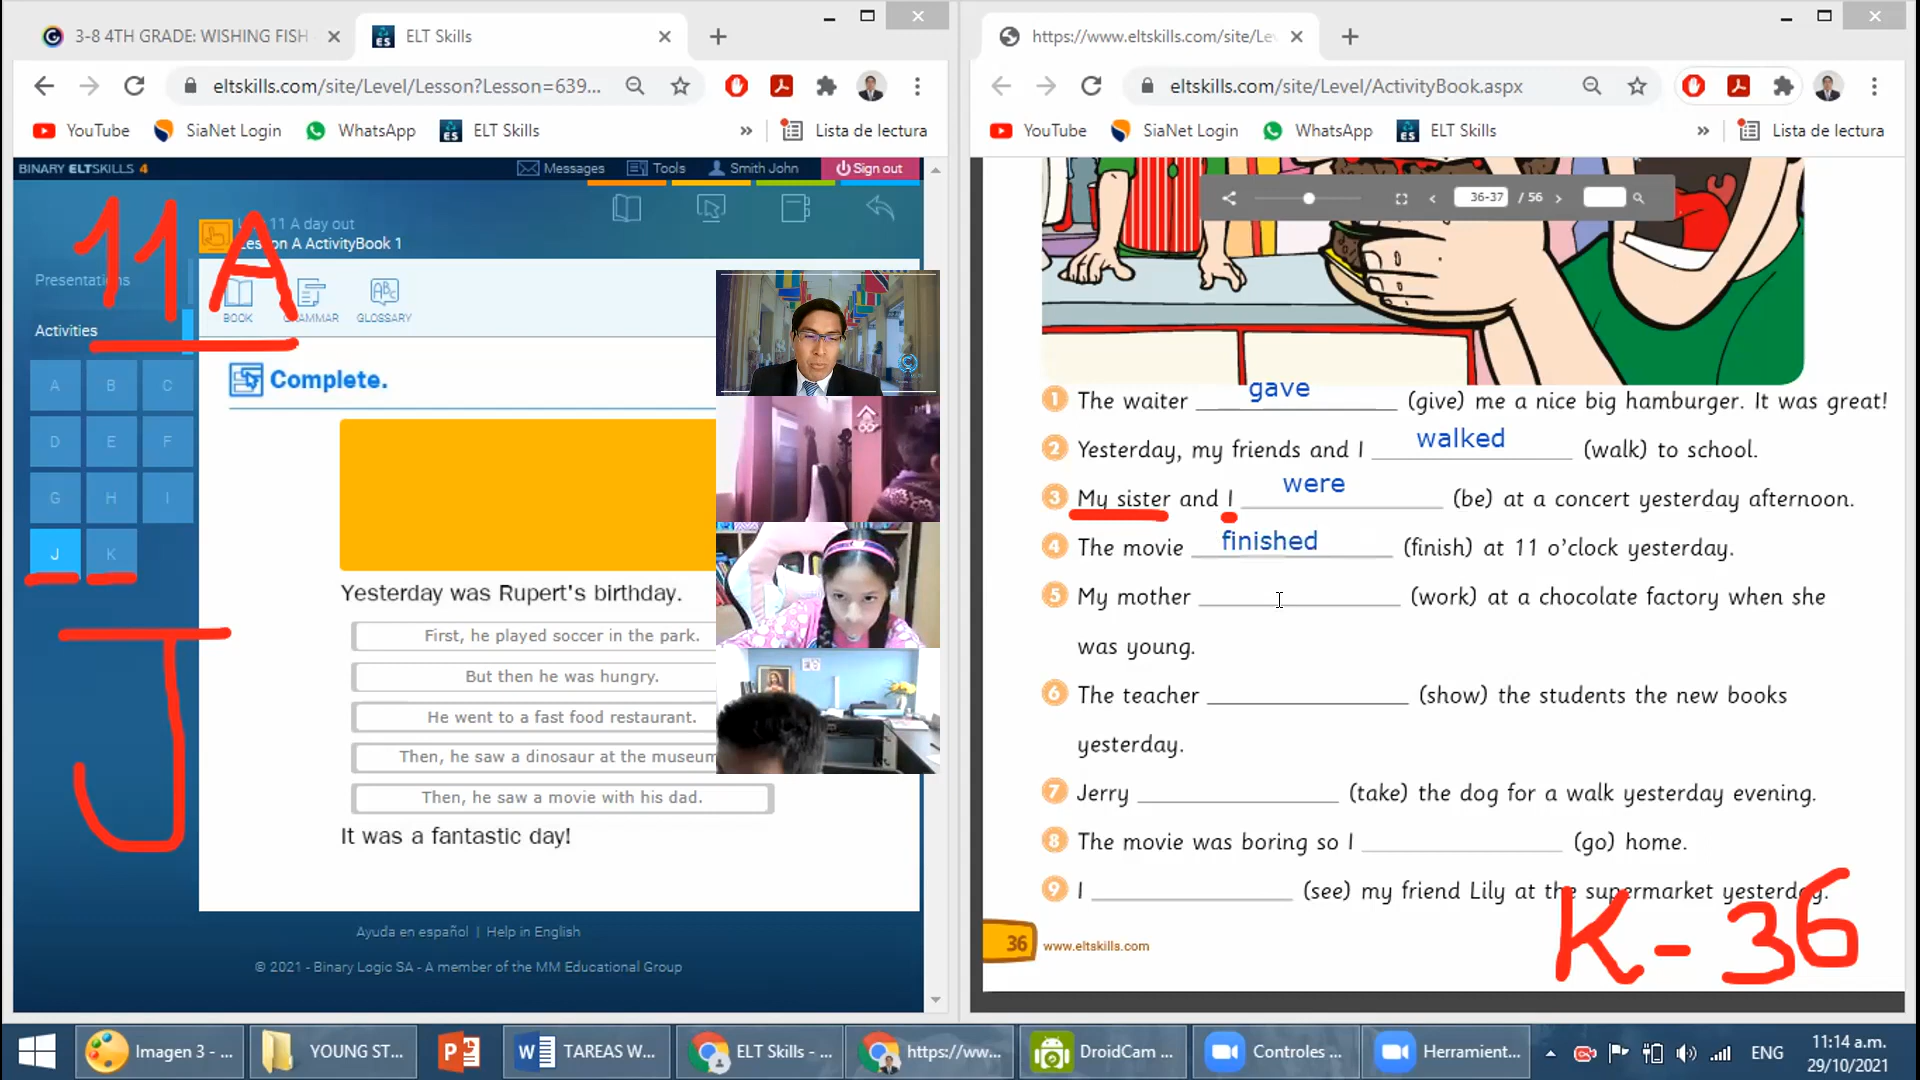 3-8 4TH GRADE: WISHING FISH
ELT Skills
eltskills.com/site/Level/Lesson?Lesson=639...
YouTube
SiaNet Login
WhatsApp
ELT Skills
Lista de lectura
BINARY ELTSKILLS 4
Messages
Tools
Smith John
Sign out
11 A day out
Lesson A ActivityBook 1
11A
Presentations
Activities
BOOK
GRAMMAR
GLOSSARY
A B C
D E F
G H I
J K
J
Complete.
Yesterday was Rupert's birthday.
First, he played soccer in the park.
But then he was hungry.
He went to a fast food restaurant.
Then, he saw a dinosaur at the museum
Then, he saw a movie with his dad.
It was a fantastic day!
Ayuda en español | Help in English
© 2021 - Binary Logic SA - A member of the MM Educational Group
https://www.eltskills.com/site/Le
eltskills.com/site/Level/ActivityBook.aspx
YouTube
SiaNet Login
WhatsApp
ELT Skills
Lista de lectura
36-37 / 56
1 The waiter gave (give) me a nice big hamburger. It was great!
2 Yesterday, my friends and I walked (walk) to school.
3 My sister and I were (be) at a concert yesterday afternoon.
4 The movie finished (finish) at 11 o'clock yesterday.
5 My mother ____ (work) at a chocolate factory when she
was young.
6 The teacher ____ (show) the students the new books
yesterday.
7 Jerry ____ (take) the dog for a walk yesterday evening.
8 The movie was boring so I ____ (go) home.
9 I ____ (see) my friend Lily at the supermarket yesterday.
K-36
36 www.eltskills.com
Imagen 3 - ...
YOUNG ST...
TAREAS W...
ELT Skills - ...
https://ww...
DroidCam ...
Controles ...
Herramient...
ENG
11:14 a.m.
29/10/2021